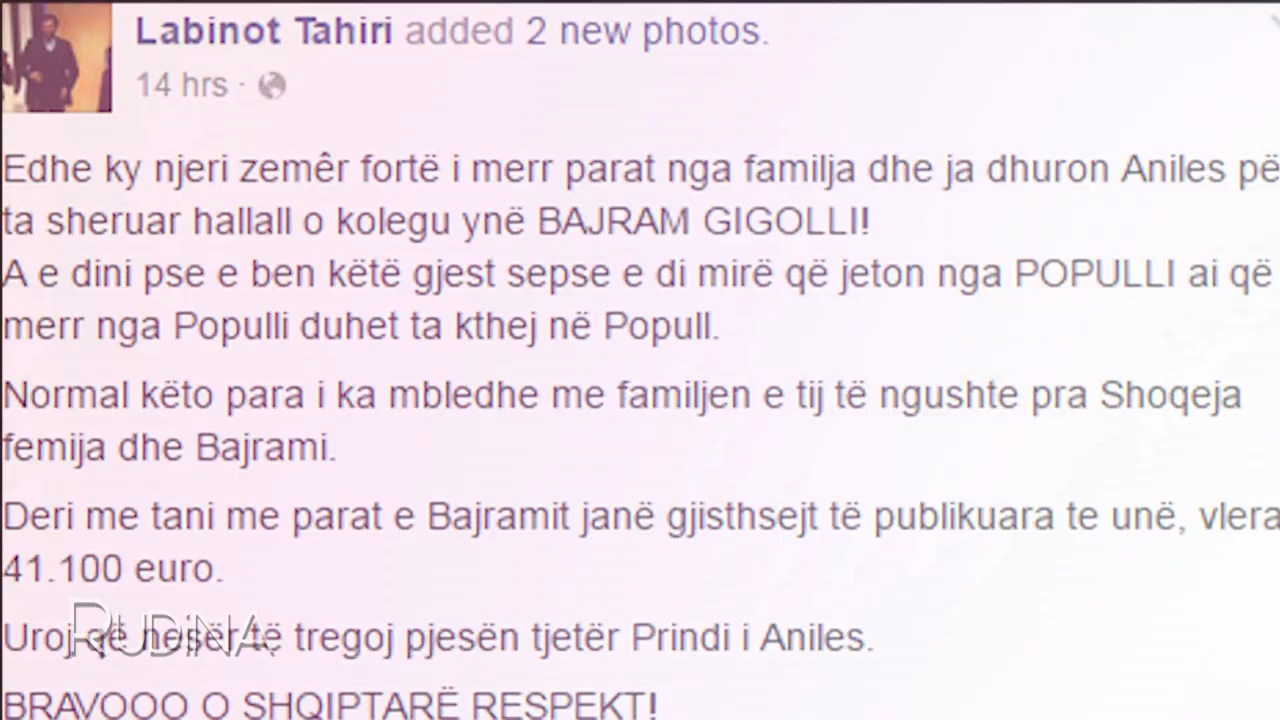 Labinot Tahiri added 2 new photos.
14 hrs ·
Edhe ky njeri zemêr fortë i merr parat nga familja dhe ja dhuron Aniles pë
ta sheruar hallall o kolegu ynë BAJRAM GIGOLLI!
A e dini pse e ben këtë gjest sepse e di mirë që jeton nga POPULLI ai që
merr nga Populli duhet ta kthej në Popull.
Normal këto para i ka mbledhe me familjen e tij të ngushte pra Shoqeja
femija dhe Bajrami.
Deri me tani me parat e Bajramit janë gjisthsejt të publikuara te unë, vlera
41.100 euro.
Uroj që nesër të tregoj pjesën tjetër Prindi i Aniles.
RUDINA
BRAVOOO O SHQIPTARË RESPEKT!